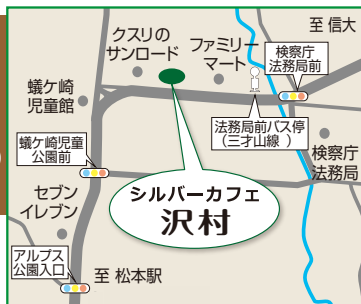 至 信大
クスリの
サンロード
ファミリー
マート
検察庁
法務局前
蟻ケ崎
児童館
法務局前バス停
(三才山線 )
検察庁
法務局
蟻ケ崎児童
公園前
シルバーカフェ
沢村
セブン
イレブン
アルプス
公園入口
至 松本駅